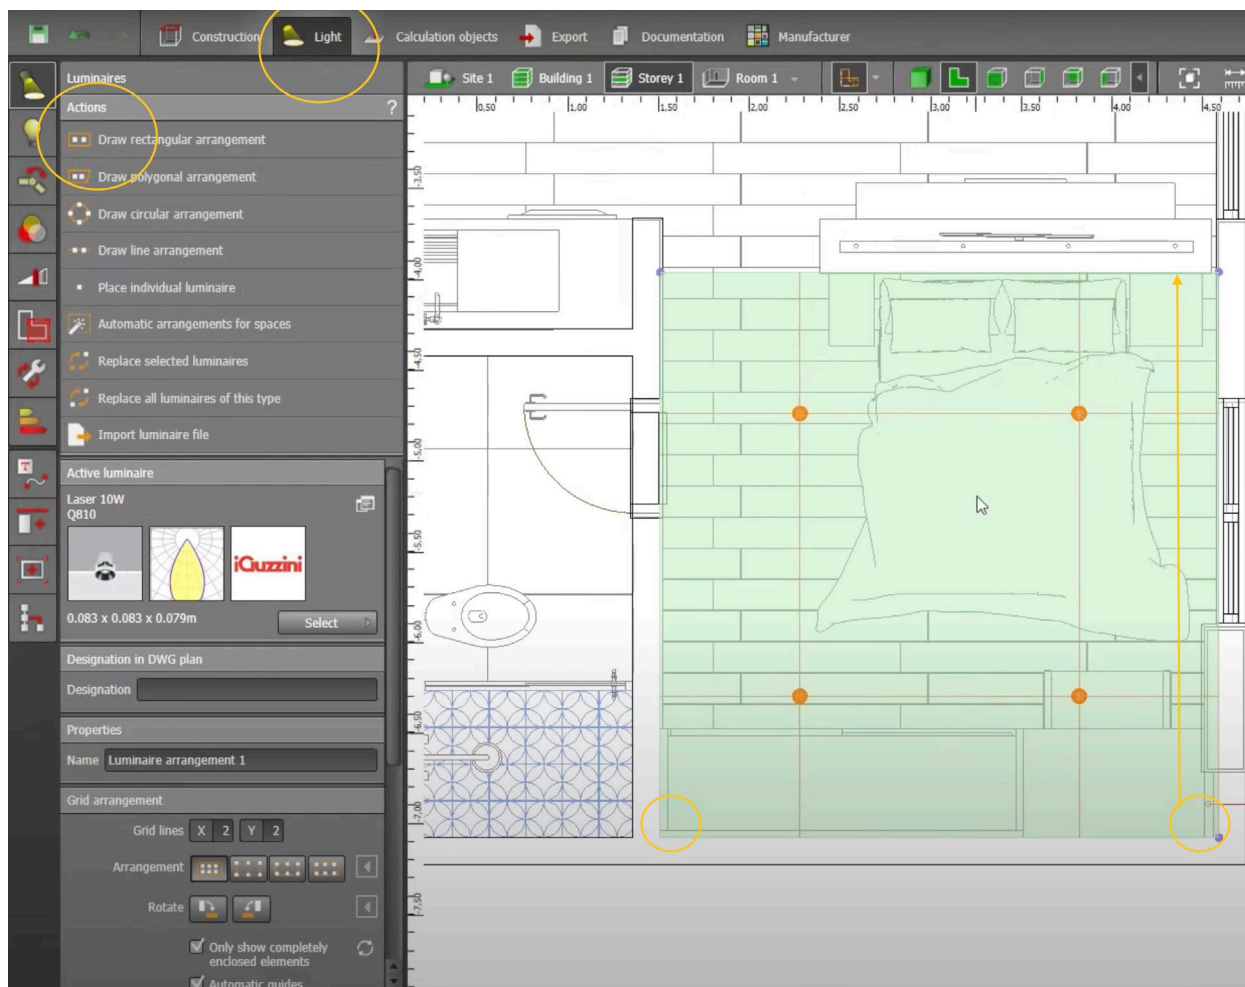 Construction Light Calculation objects Export Documentation Manufacturer
Luminaires
Site 1 Building 1 Storey 1 Room 1
Actions ?
0,50 1,00 1,50 2,00 2,50 3,00 3,50 4,00 4,50
Draw rectangular arrangement
Draw polygonal arrangement
Draw circular arrangement
Draw line arrangement
Place individual luminaire
Automatic arrangements for spaces
Replace selected luminaires
Replace all luminaires of this type
Import luminaire file
-3,50
-4,00
-4,50
-5,00
-5,50
-6,00
-6,50
-7,00
-7,50
Active luminaire
Laser 10W
Q810
iGuzzini
0.083 x 0.083 x 0.079m
Select
Designation in DWG plan
Designation
Properties
Name Luminaire arrangement 1
Grid arrangement
Grid lines X 2 Y 2
Arrangement
Rotate
Only show completely
enclosed elements
Automatic guides
T